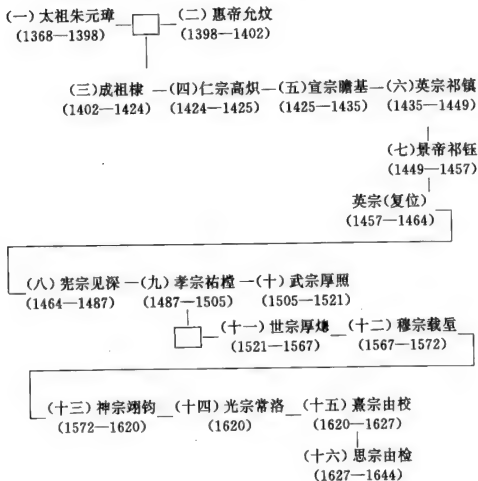 (一)太祖朱元璋 (二)惠帝允炆
(1368—1398) (1398—1402)
(三)成祖棣 (四)仁宗高炽 (五)宣宗瞻基 (六)英宗祁镇
(1402—1424) (1424—1425) (1425—1435) (1435—1449)
(七)景帝祁钰
(1449—1457)
英宗(复位)
(1457—1464)
(八)宪宗见深 (九)孝宗祐樘 (十)武宗厚照
(1464—1487) (1487—1505) (1505—1521)
(十一)世宗厚熜 (十二)穆宗载垕
(1521—1567) (1567—1572)
(十三)神宗翊钧 (十四)光宗常洛 (十五)熹宗由校
(1572—1620) (1620) (1620—1627)
(十六)思宗由检
(1627—1644)